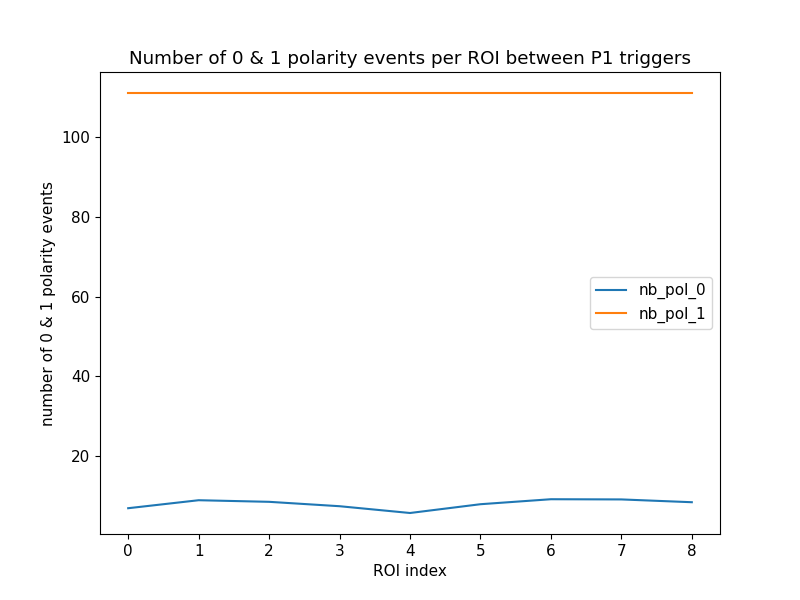 Number of 0 & 1 polarity events per ROI between P1 triggers
number of 0 & 1 polarity events
100
80
60
40
20
nb_pol_0
nb_pol_1
0 1 2 3 4 5 6 7 8
ROI index